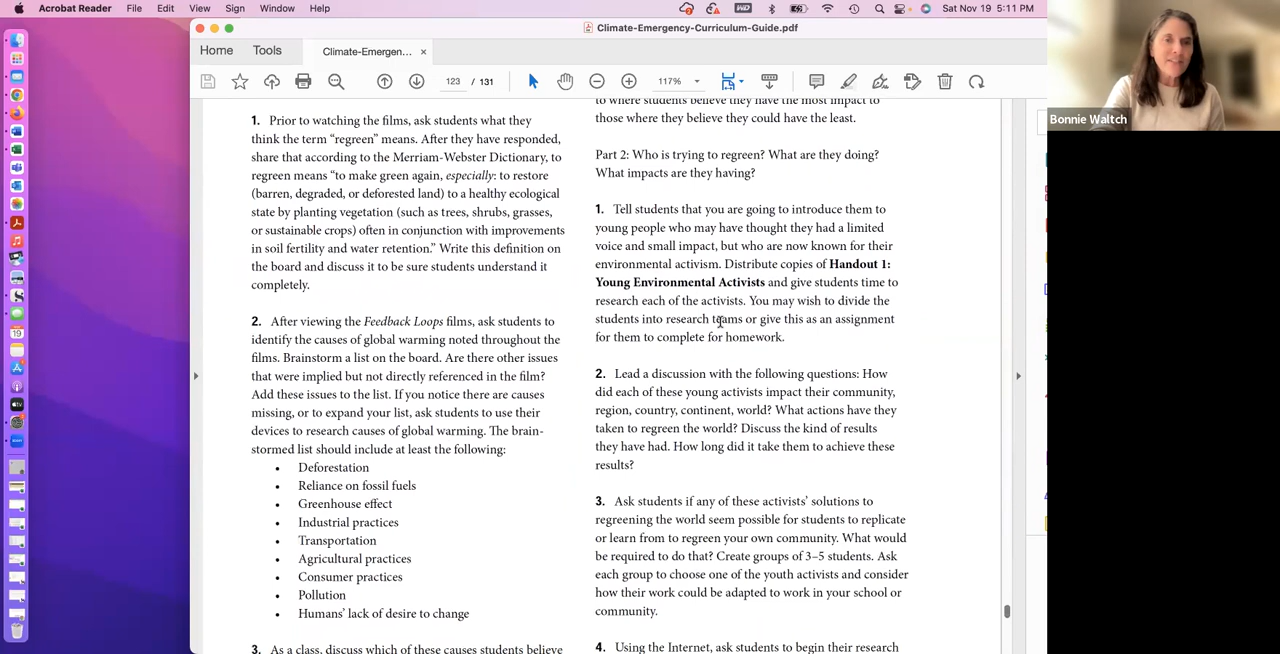 Acrobat Reader File Edit View Sign Window Help
Sat Nov 19 5:11 PM
Climate-Emergency-Curriculum-Guide.pdf
Home Tools Climate-Emergen... ×
123 / 131
117%
1. Prior to watching the films, ask students what they
think the term “regreen” means. After they have responded,
share that according to the Merriam-Webster Dictionary, to
regreen means “to make green again, especially: to restore
(barren, degraded, or deforested land) to a healthy ecological
state by planting vegetation (such as trees, shrubs, grasses,
or sustainable crops) often in conjunction with improvements
in soil fertility and water retention.” Write this definition on
the board and discuss it to be sure students understand it
completely.
2. After viewing the Feedback Loops films, ask students to
identify the causes of global warming noted throughout the
films. Brainstorm a list on the board. Are there other issues
that were implied but not directly referenced in the film?
Add these issues to the list. If you notice there are causes
missing, or to expand your list, ask students to use their
devices to research causes of global warming. The brain-
stormed list should include at least the following:
• Deforestation
• Reliance on fossil fuels
• Greenhouse effect
• Industrial practices
• Transportation
• Agricultural practices
• Consumer practices
• Pollution
• Humans’ lack of desire to change
3. As a class, discuss which of these causes students believe
to where students believe they have the most impact to
those where they believe they could have the least.
Part 2: Who is trying to regreen? What are they doing?
What impacts are they having?
1. Tell students that you are going to introduce them to
young people who may have thought they had a limited
voice and small impact, but who are now known for their
environmental activism. Distribute copies of Handout 1:
Young Environmental Activists and give students time to
research each of the activists. You may wish to divide the
students into research teams or give this as an assignment
for them to complete for homework.
2. Lead a discussion with the following questions: How
did each of these young activists impact their community,
region, country, continent, world? What actions have they
taken to regreen the world? Discuss the kind of results
they have had. How long did it take them to achieve these
results?
3. Ask students if any of these activists’ solutions to
regreening the world seem possible for students to replicate
or learn from to regreen your own community. What would
be required to do that? Create groups of 3–5 students. Ask
each group to choose one of the youth activists and consider
how their work could be adapted to work in your school or
community.
4. Using the Internet, ask students to begin their research
Bonnie Waltch